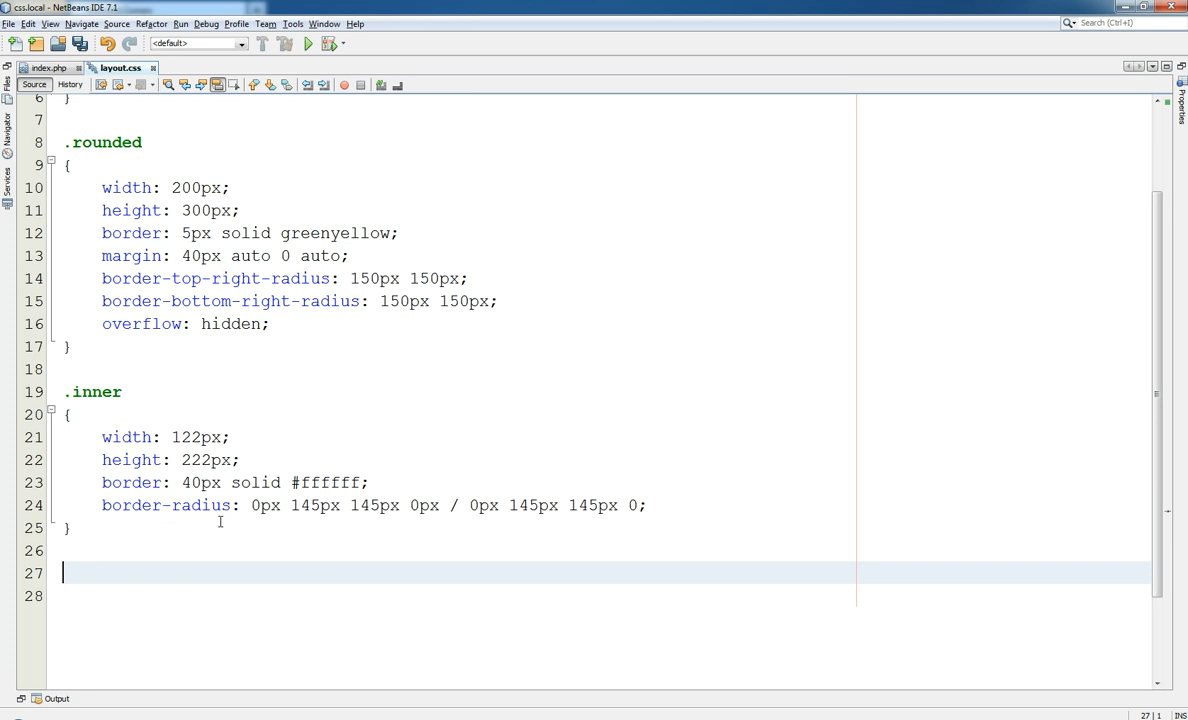 css.local - NetBeans IDE 7.1
File Edit View Navigate Source Refactor Run Debug Profile Team Tools Window Help
<default>
Search (Ctrl+I)
index.php layout.css
Source History
Files
Navigator
Services
Properties
6 }
7
8 .rounded
9 {
10 width: 200px;
11 height: 300px;
12 border: 5px solid greenyellow;
13 margin: 40px auto 0 auto;
14 border-top-right-radius: 150px 150px;
15 border-bottom-right-radius: 150px 150px;
16 overflow: hidden;
17 }
18
19 .inner
20 {
21 width: 122px;
22 height: 222px;
23 border: 40px solid #ffffff;
24 border-radius: 0px 145px 145px 0px / 0px 145px 145px 0;
25 }
26
27
28
Output
27 | 1 INS